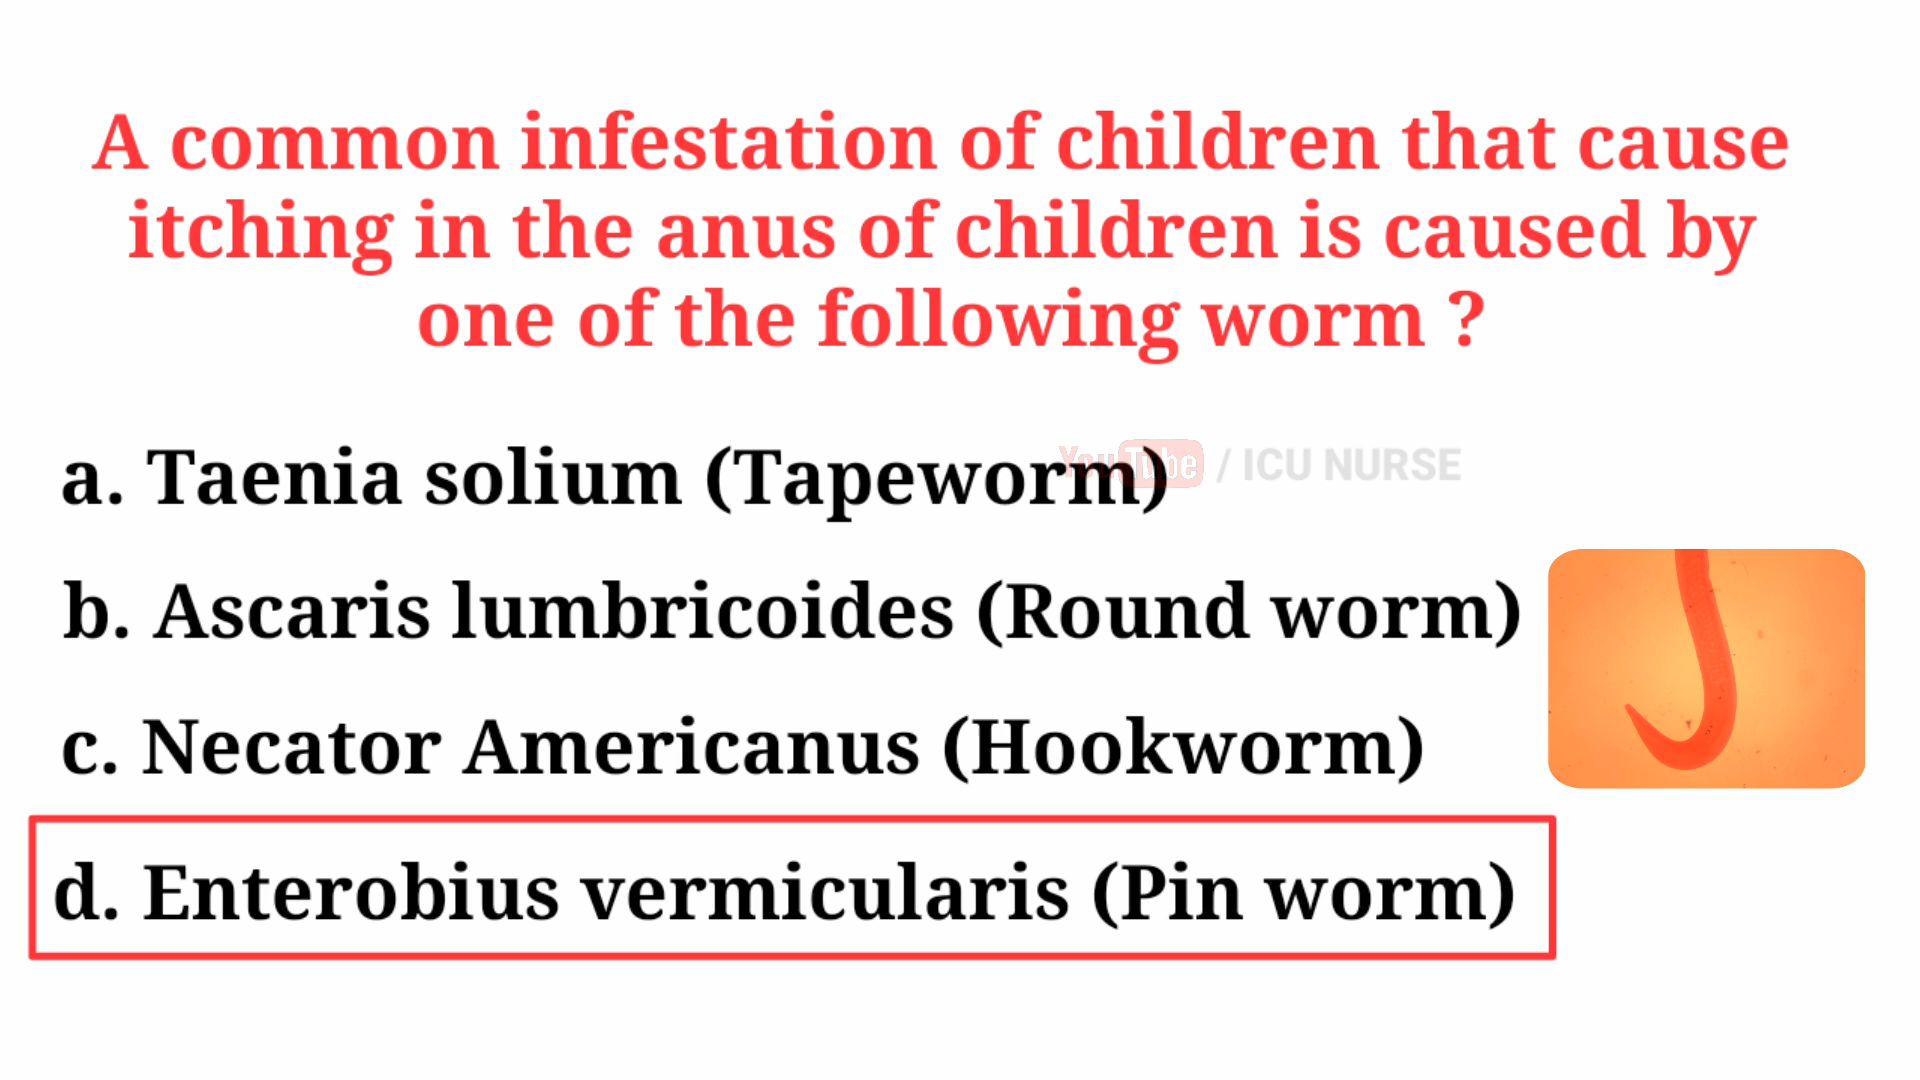 A common infestation of children that cause
itching in the anus of children is caused by
one of the following worm ?
a. Taenia solium (Tapeworm)
YouTube / ICU NURSE
b. Ascaris lumbricoides (Round worm)
c. Necator Americanus (Hookworm)
d. Enterobius vermicularis (Pin worm)